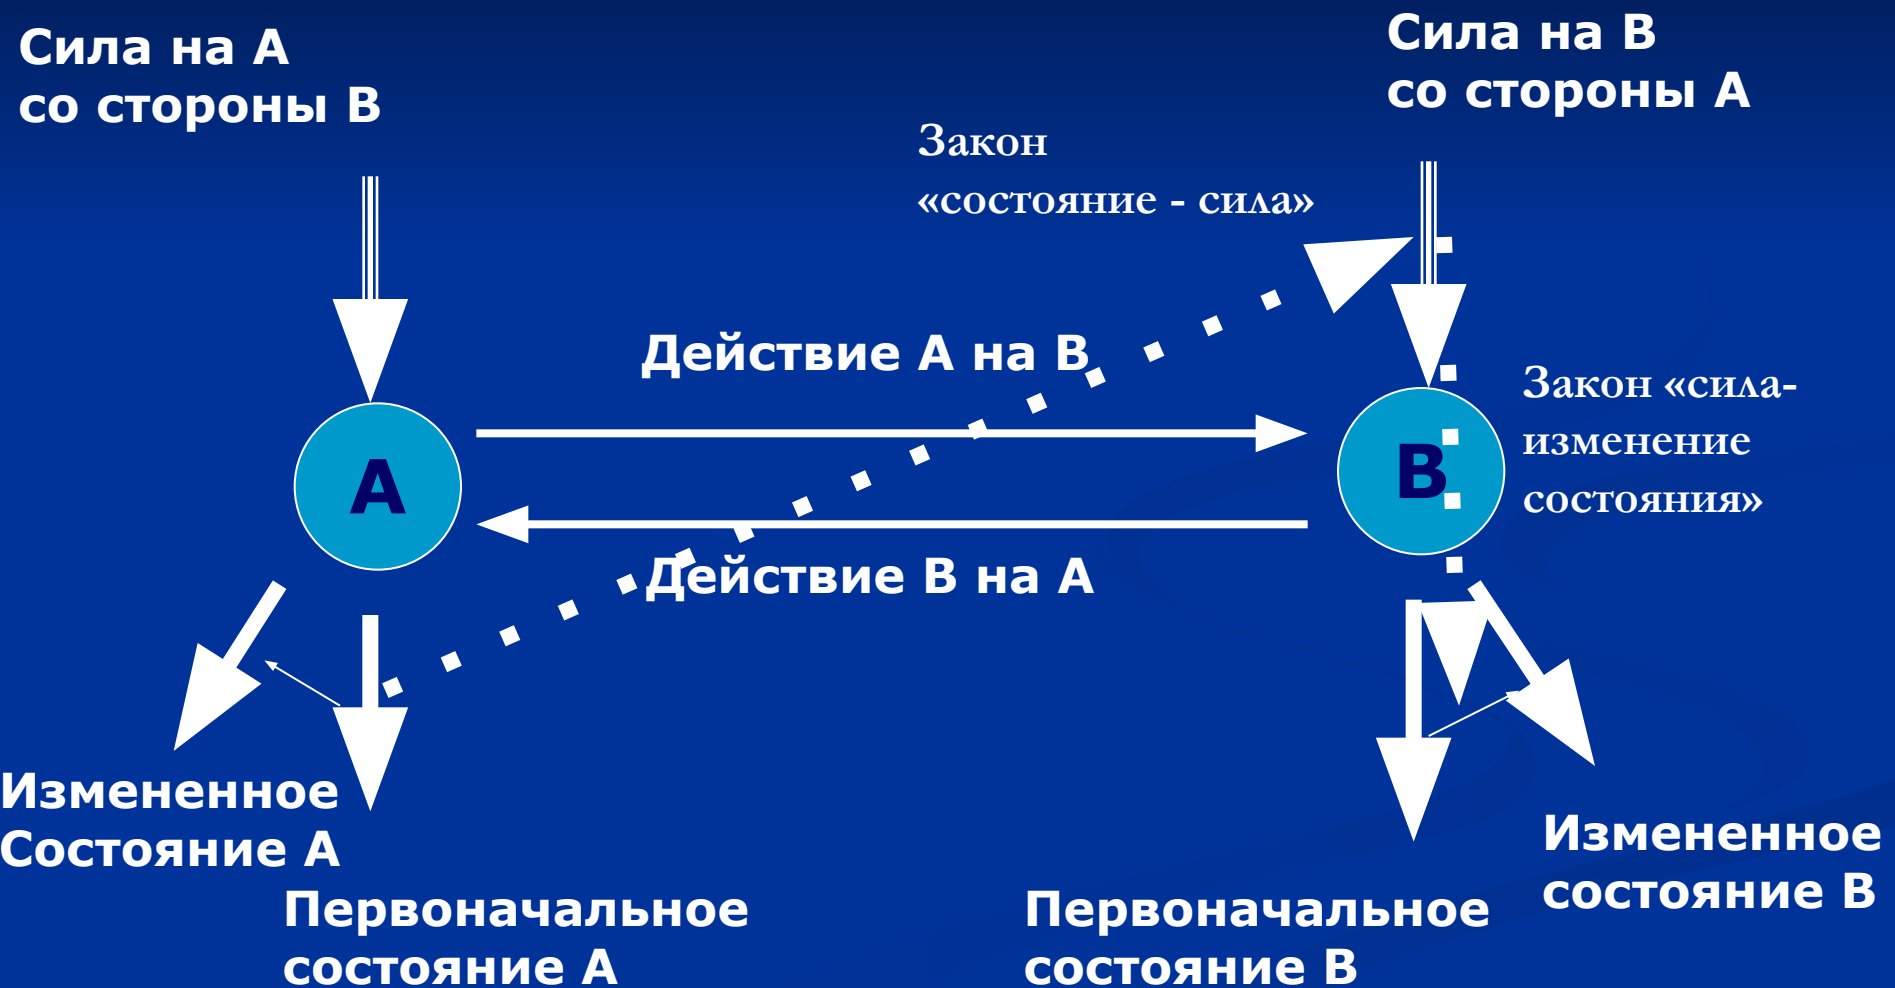 Сила на А
со стороны В
Сила на В
со стороны А
Закон
«состояние - сила»
Действие А на В
Закон «сила-
изменение
состояния»
А
В
Действие В на А
Измененное
Состояние А
Первоначальное
состояние А
Первоначальное
состояние В
Измененное
состояние В